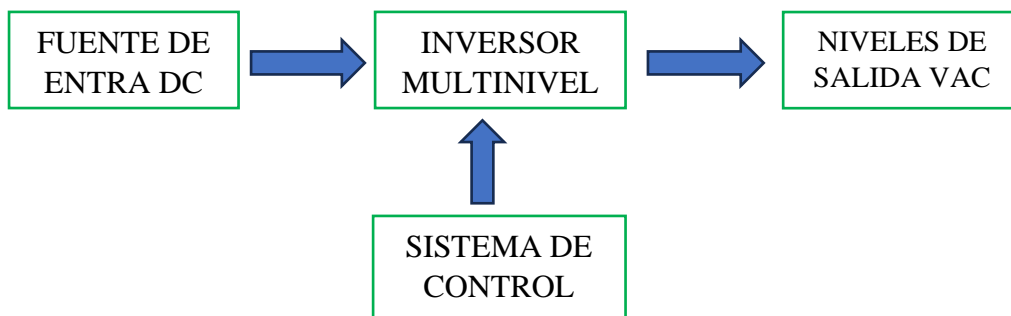 FUENTE DE
ENTRA DC
INVERSOR
MULTINIVEL
NIVELES DE
SALIDA VAC
SISTEMA DE
CONTROL